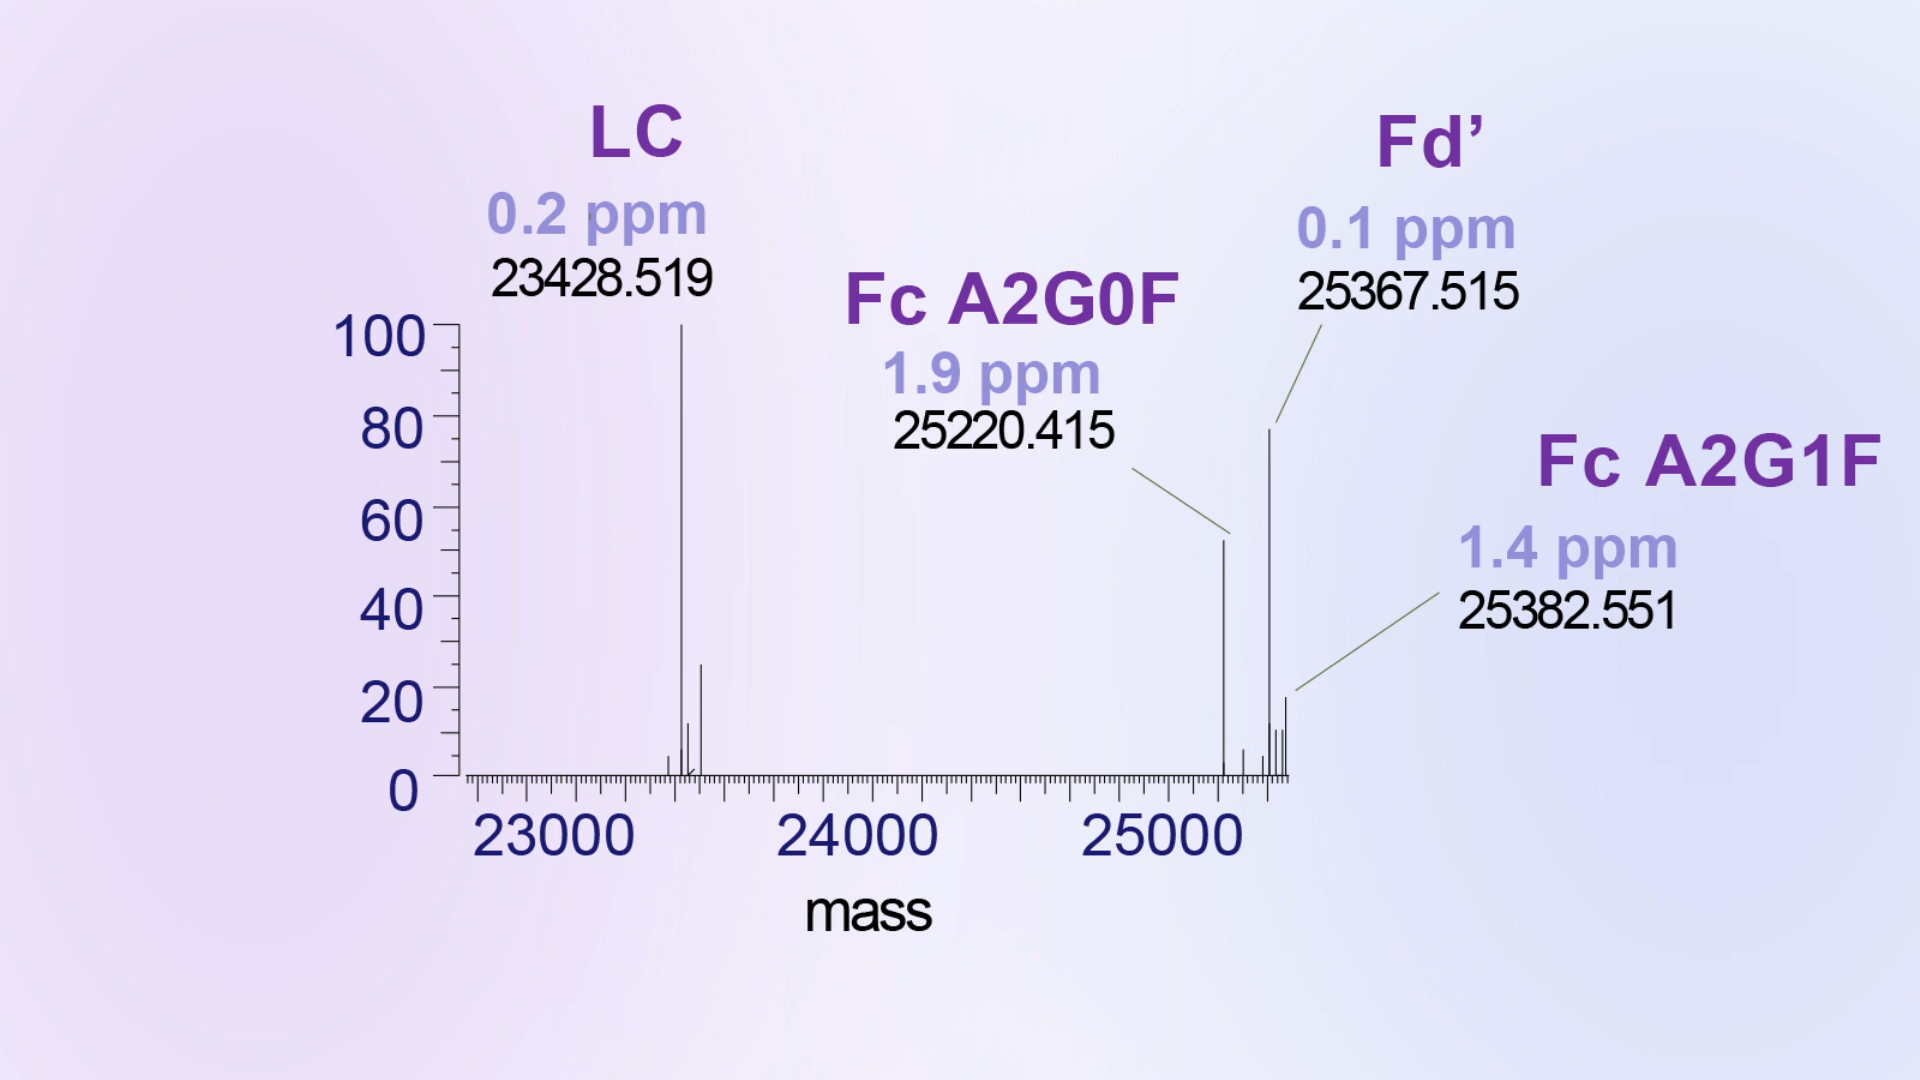 LC
0.2 ppm
23428.519
Fd’
0.1 ppm
25367.515
Fc A2G0F
1.9 ppm
25220.415
Fc A2G1F
1.4 ppm
25382.551
100
80
60
40
20
0
23000
24000
25000
mass